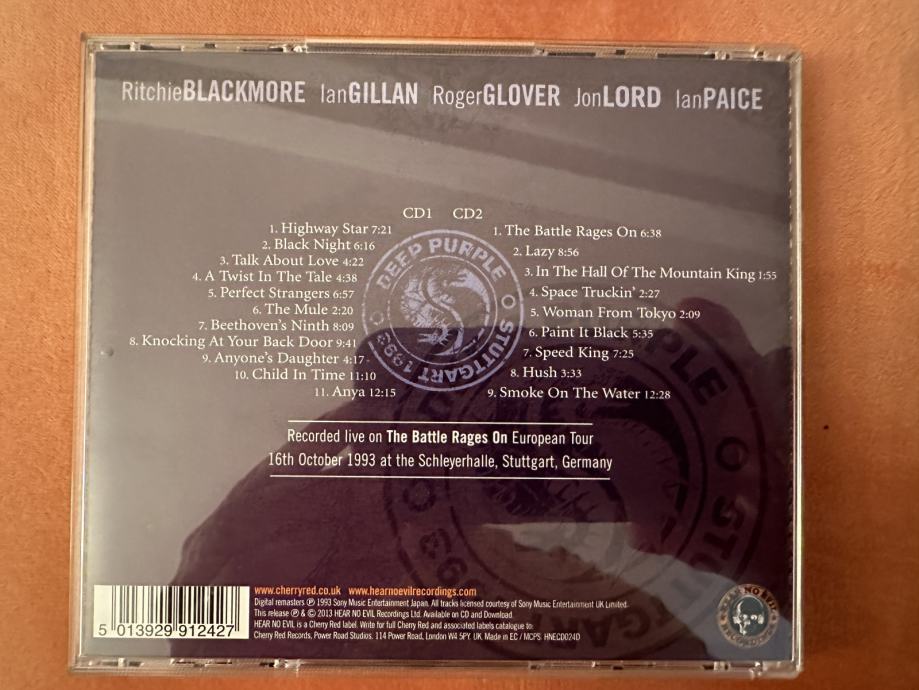 RitchieBLACKMORE IanGILLAN RogerGLOVER JonLORD IanPAICE
CD1
1. Highway Star 7:21
2. Black Night 6:16
3. Talk About Love 4:22
4. A Twist In The Tale 4:38
5. Perfect Strangers 6:57
6. The Mule 2:20
7. Beethoven's Ninth 8:09
8. Knocking At Your Back Door 9:41
9. Anyone's Daughter 4:17
10. Child In Time 11:10
11. Anya 12:15
CD2
1. The Battle Rages On 6:38
2. Lazy 8:56
3. In The Hall Of The Mountain King 1:55
4. Space Truckin' 2:27
5. Woman From Tokyo 2:09
6. Paint It Black 5:35
7. Speed King 7:25
8. Hush 3:33
9. Smoke On The Water 12:28
DEEP PURPLE
STUTTGART 1993
Recorded live on The Battle Rages On European Tour
16th October 1993 at the Schleyerhalle, Stuttgart, Germany
5 013929 912427
www.cherryred.co.uk www.hearnoevilrecordings.com
Digital remasters ℗ 1993 Sony Music Entertainment Japan. All tracks licensed courtesy of Sony Music Entertainment UK Limited.
This release ℗ & © 2013 HEAR NO EVIL Recordings Ltd. Available on CD and Download.
HEAR NO EVIL is a Cherry Red label. Write for full Cherry Red and associated labels catalogue to:
Cherry Red Records, Power Road Studios, 114 Power Road, London W4 5PY UK. Made in EC / MCPS HNECD024D